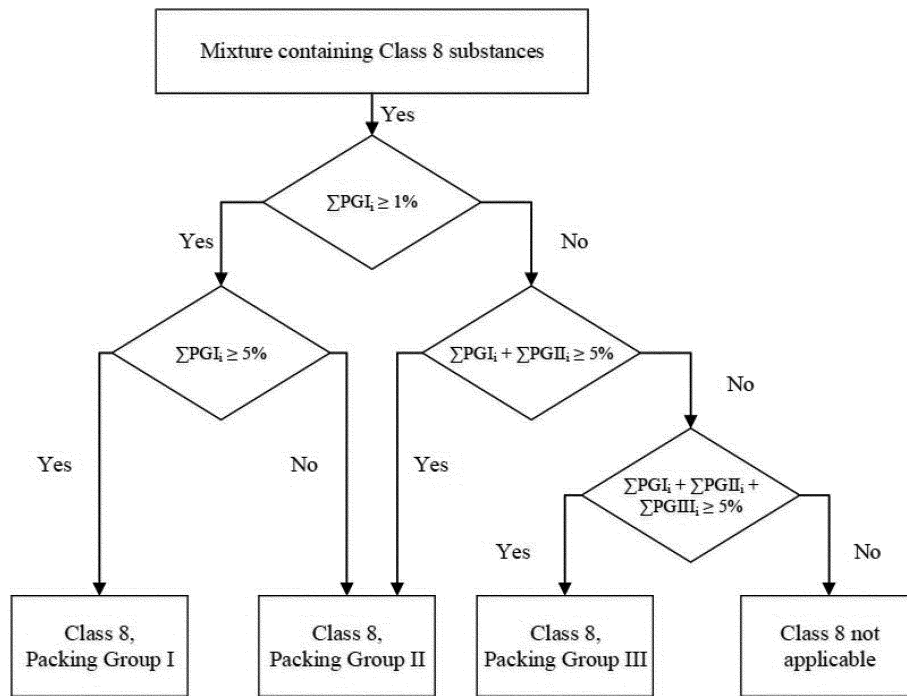 Mixture containing Class 8 substances
Yes
∑PGIᵢ ≥ 1%
Yes
No
∑PGIᵢ ≥ 5%
∑PGIᵢ + ∑PGIIᵢ ≥ 5%
No
Yes
No
Yes
∑PGIᵢ + ∑PGIIᵢ +
∑PGIIIᵢ ≥ 5%
Yes
No
Class 8,
Packing Group I
Class 8,
Packing Group II
Class 8,
Packing Group III
Class 8 not
applicable